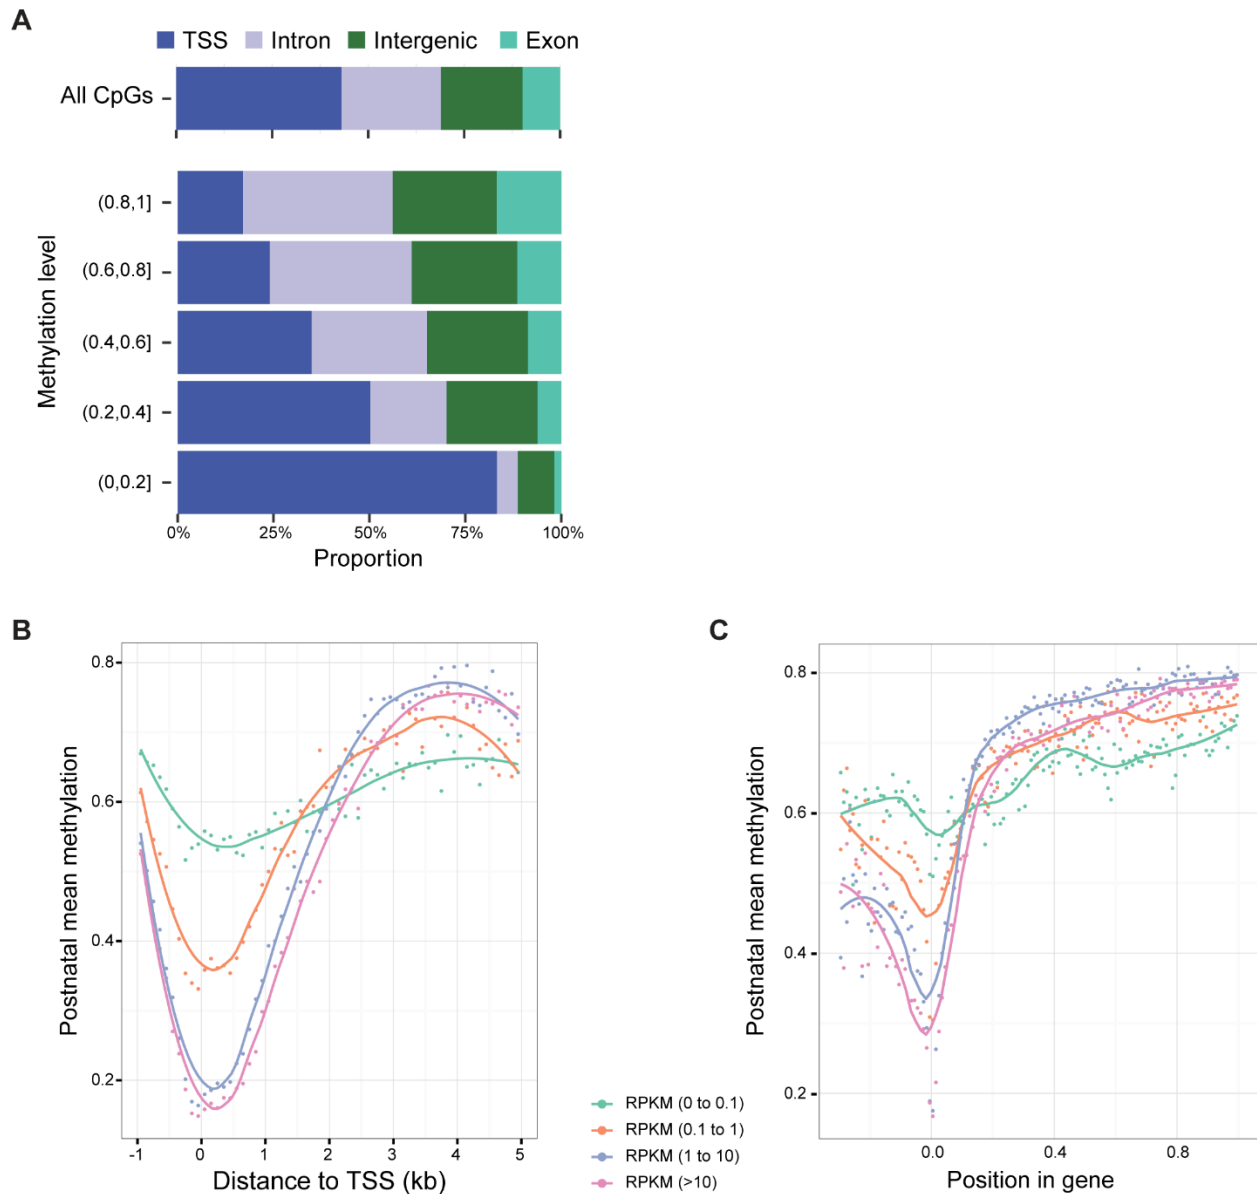 A
TSS Intron Intergenic Exon
All CpGs
Methylation level
(0.8,1]
(0.6,0.8]
(0.4,0.6]
(0.2,0.4]
(0,0.2]
0% 25% 50% 75% 100%
Proportion
B
Postnatal mean methylation
0.8
0.6
0.4
0.2
-1 0 1 2 3 4 5
Distance to TSS (kb)
RPKM (0 to 0.1)
RPKM (0.1 to 1)
RPKM (1 to 10)
RPKM (>10)
C
Postnatal mean methylation
0.8
0.6
0.4
0.2
0.0 0.4 0.8
Position in gene